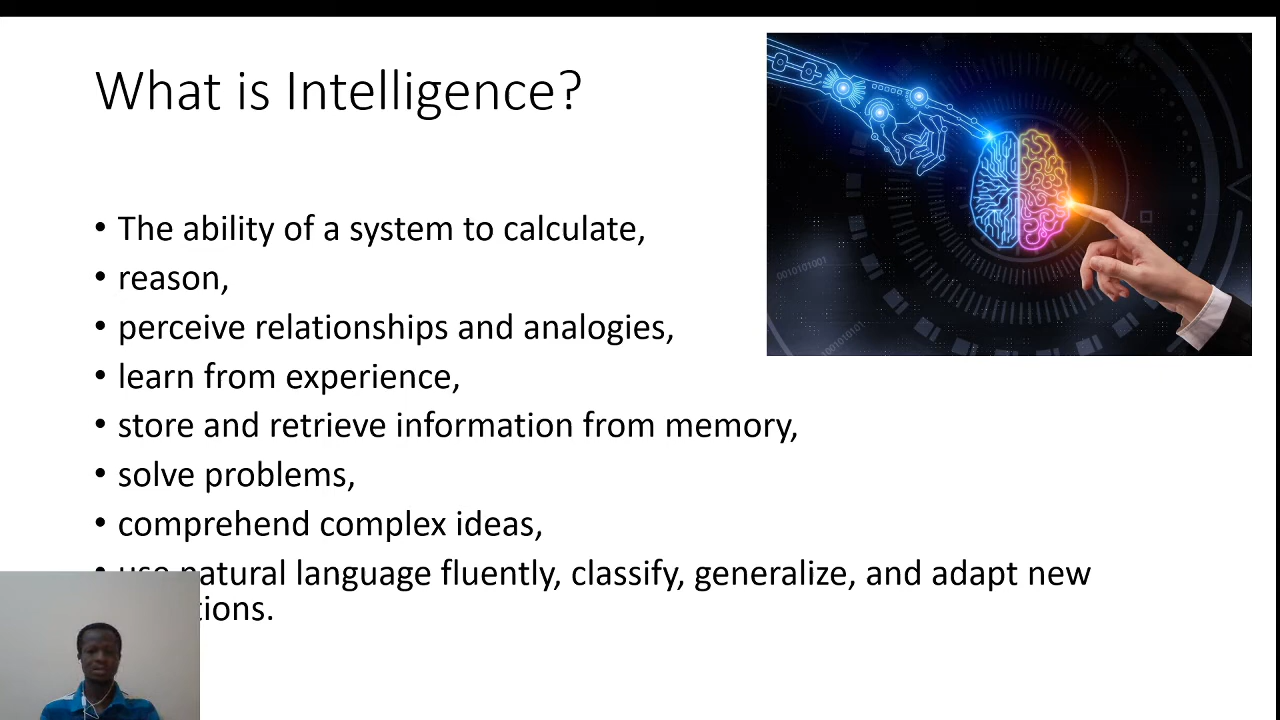 What is Intelligence?
• The ability of a system to calculate,
• reason,
• perceive relationships and analogies,
• learn from experience,
• store and retrieve information from memory,
• solve problems,
• comprehend complex ideas,
natural language fluently, classify, generalize, and adapt new
0010101001